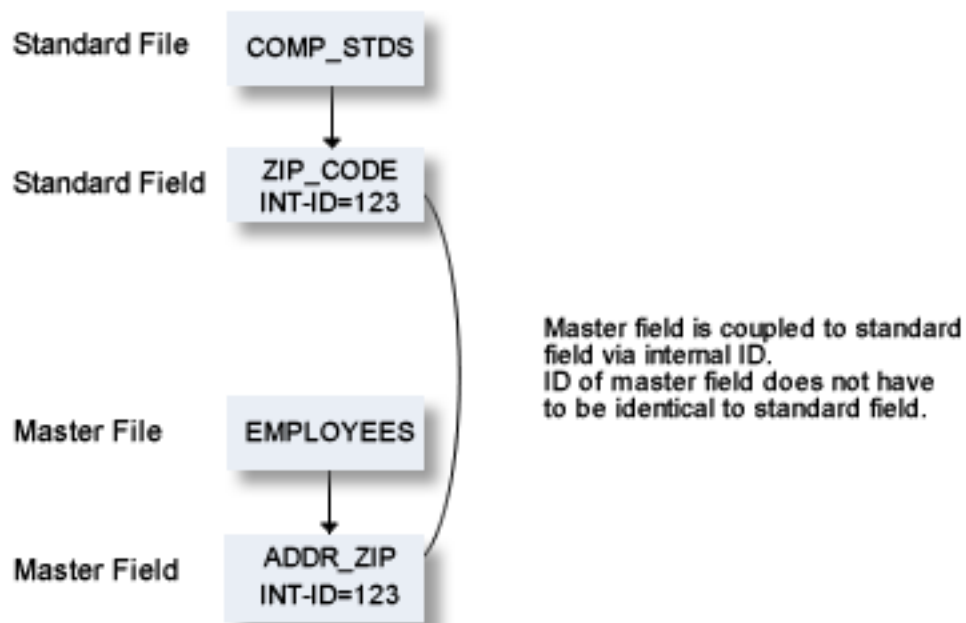 Standard File
COMP_STDS
Standard Field
ZIP_CODE
INT-ID=123
Master field is coupled to standard
field via internal ID.
ID of master field does not have
to be identical to standard field.
Master File
EMPLOYEES
Master Field
ADDR_ZIP
INT-ID=123